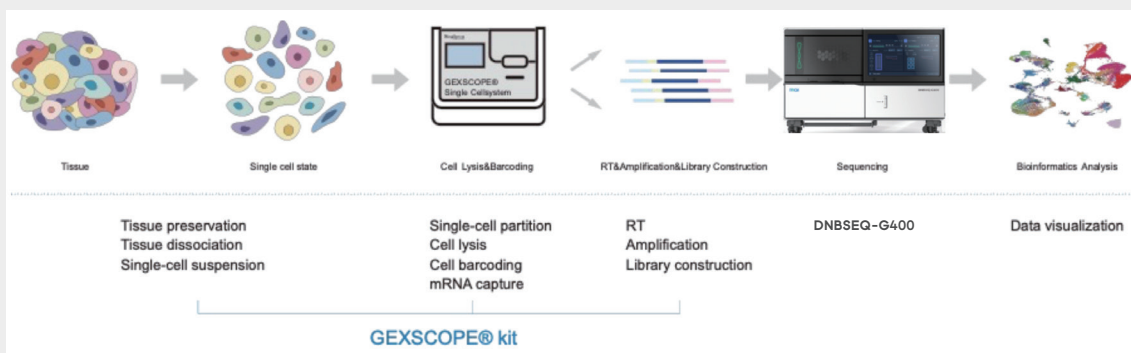 GEXSCOPE®
Single Cellsystem
Tissue
Single cell state
Cell Lysis&Barcoding
RT&Amplification&Library Construction
Sequencing
Bioinformatics Analysis
Tissue preservation
Tissue dissociation
Single-cell suspension
Single-cell partition
Cell lysis
Cell barcoding
mRNA capture
RT
Amplification
Library construction
DNBSEQ-G400
Data visualization
GEXSCOPE® kit